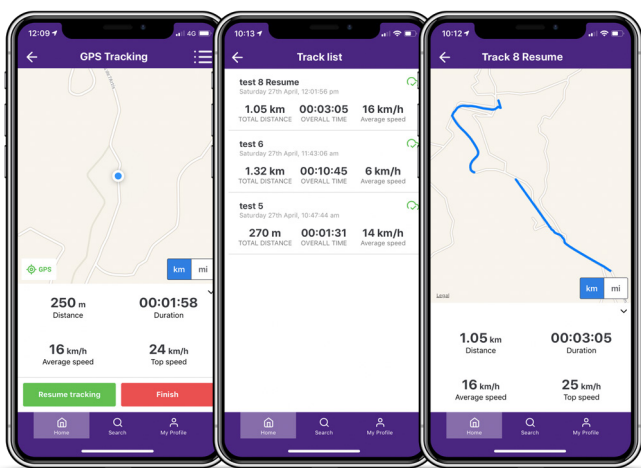 12:09
4G
GPS Tracking
GPS
km mi
250 m 00:01:58
Distance Duration
16 km/h 24 km/h
Average speed Top speed
Resume tracking Finish
Home Search My Profile
10:13
Track list
test 8 Resume
Saturday 27th April, 12:01:56 pm
1.05 km 00:03:05 16 km/h
TOTAL DISTANCE OVERALL TIME Average speed
test 6
Saturday 27th April, 11:43:06 am
1.32 km 00:10:45 6 km/h
TOTAL DISTANCE OVERALL TIME Average speed
test 5
Saturday 27th April, 10:47:44 am
270 m 00:01:31 14 km/h
TOTAL DISTANCE OVERALL TIME Average speed
Home Search My Profile
10:12
Track 8 Resume
km mi
Legal
1.05 km 00:03:05
Distance Duration
16 km/h 25 km/h
Average speed Top speed
Home Search My Profile